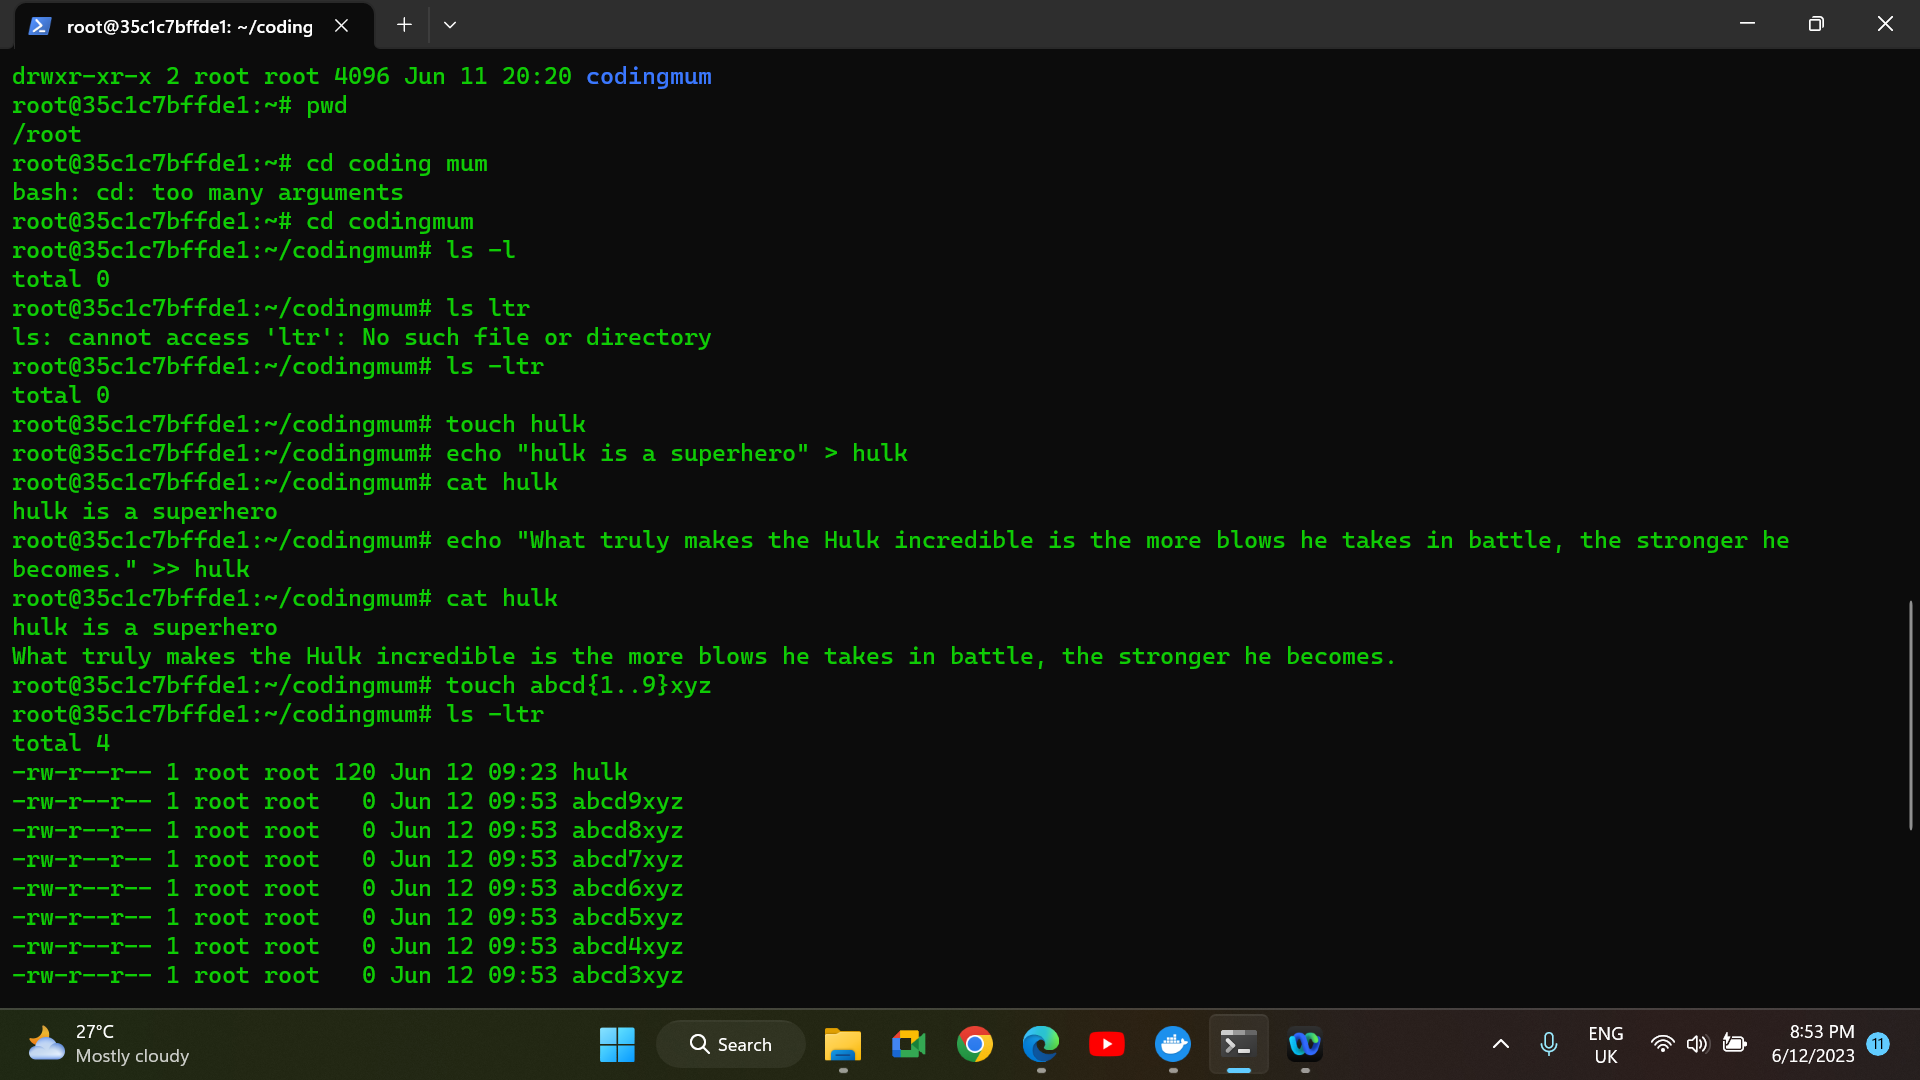 root@35c1c7bffde1: ~/coding
drwxr-xr-x 2 root root 4096 Jun 11 20:20 codingmum
root@35c1c7bffde1:~# pwd
/root
root@35c1c7bffde1:~# cd coding mum
bash: cd: too many arguments
root@35c1c7bffde1:~# cd codingmum
root@35c1c7bffde1:~/codingmum# ls -l
total 0
root@35c1c7bffde1:~/codingmum# ls ltr
ls: cannot access 'ltr': No such file or directory
root@35c1c7bffde1:~/codingmum# ls -ltr
total 0
root@35c1c7bffde1:~/codingmum# touch hulk
root@35c1c7bffde1:~/codingmum# echo "hulk is a superhero" > hulk
root@35c1c7bffde1:~/codingmum# cat hulk
hulk is a superhero
root@35c1c7bffde1:~/codingmum# echo "What truly makes the Hulk incredible is the more blows he takes in battle, the stronger he
becomes." >> hulk
root@35c1c7bffde1:~/codingmum# cat hulk
hulk is a superhero
What truly makes the Hulk incredible is the more blows he takes in battle, the stronger he becomes.
root@35c1c7bffde1:~/codingmum# touch abcd{1..9}xyz
root@35c1c7bffde1:~/codingmum# ls -ltr
total 4
-rw-r--r-- 1 root root 120 Jun 12 09:23 hulk
-rw-r--r-- 1 root root   0 Jun 12 09:53 abcd9xyz
-rw-r--r-- 1 root root   0 Jun 12 09:53 abcd8xyz
-rw-r--r-- 1 root root   0 Jun 12 09:53 abcd7xyz
-rw-r--r-- 1 root root   0 Jun 12 09:53 abcd6xyz
-rw-r--r-- 1 root root   0 Jun 12 09:53 abcd5xyz
-rw-r--r-- 1 root root   0 Jun 12 09:53 abcd4xyz
-rw-r--r-- 1 root root   0 Jun 12 09:53 abcd3xyz
27°C
Mostly cloudy
Search
ENG
UK
8:53 PM
6/12/2023
11